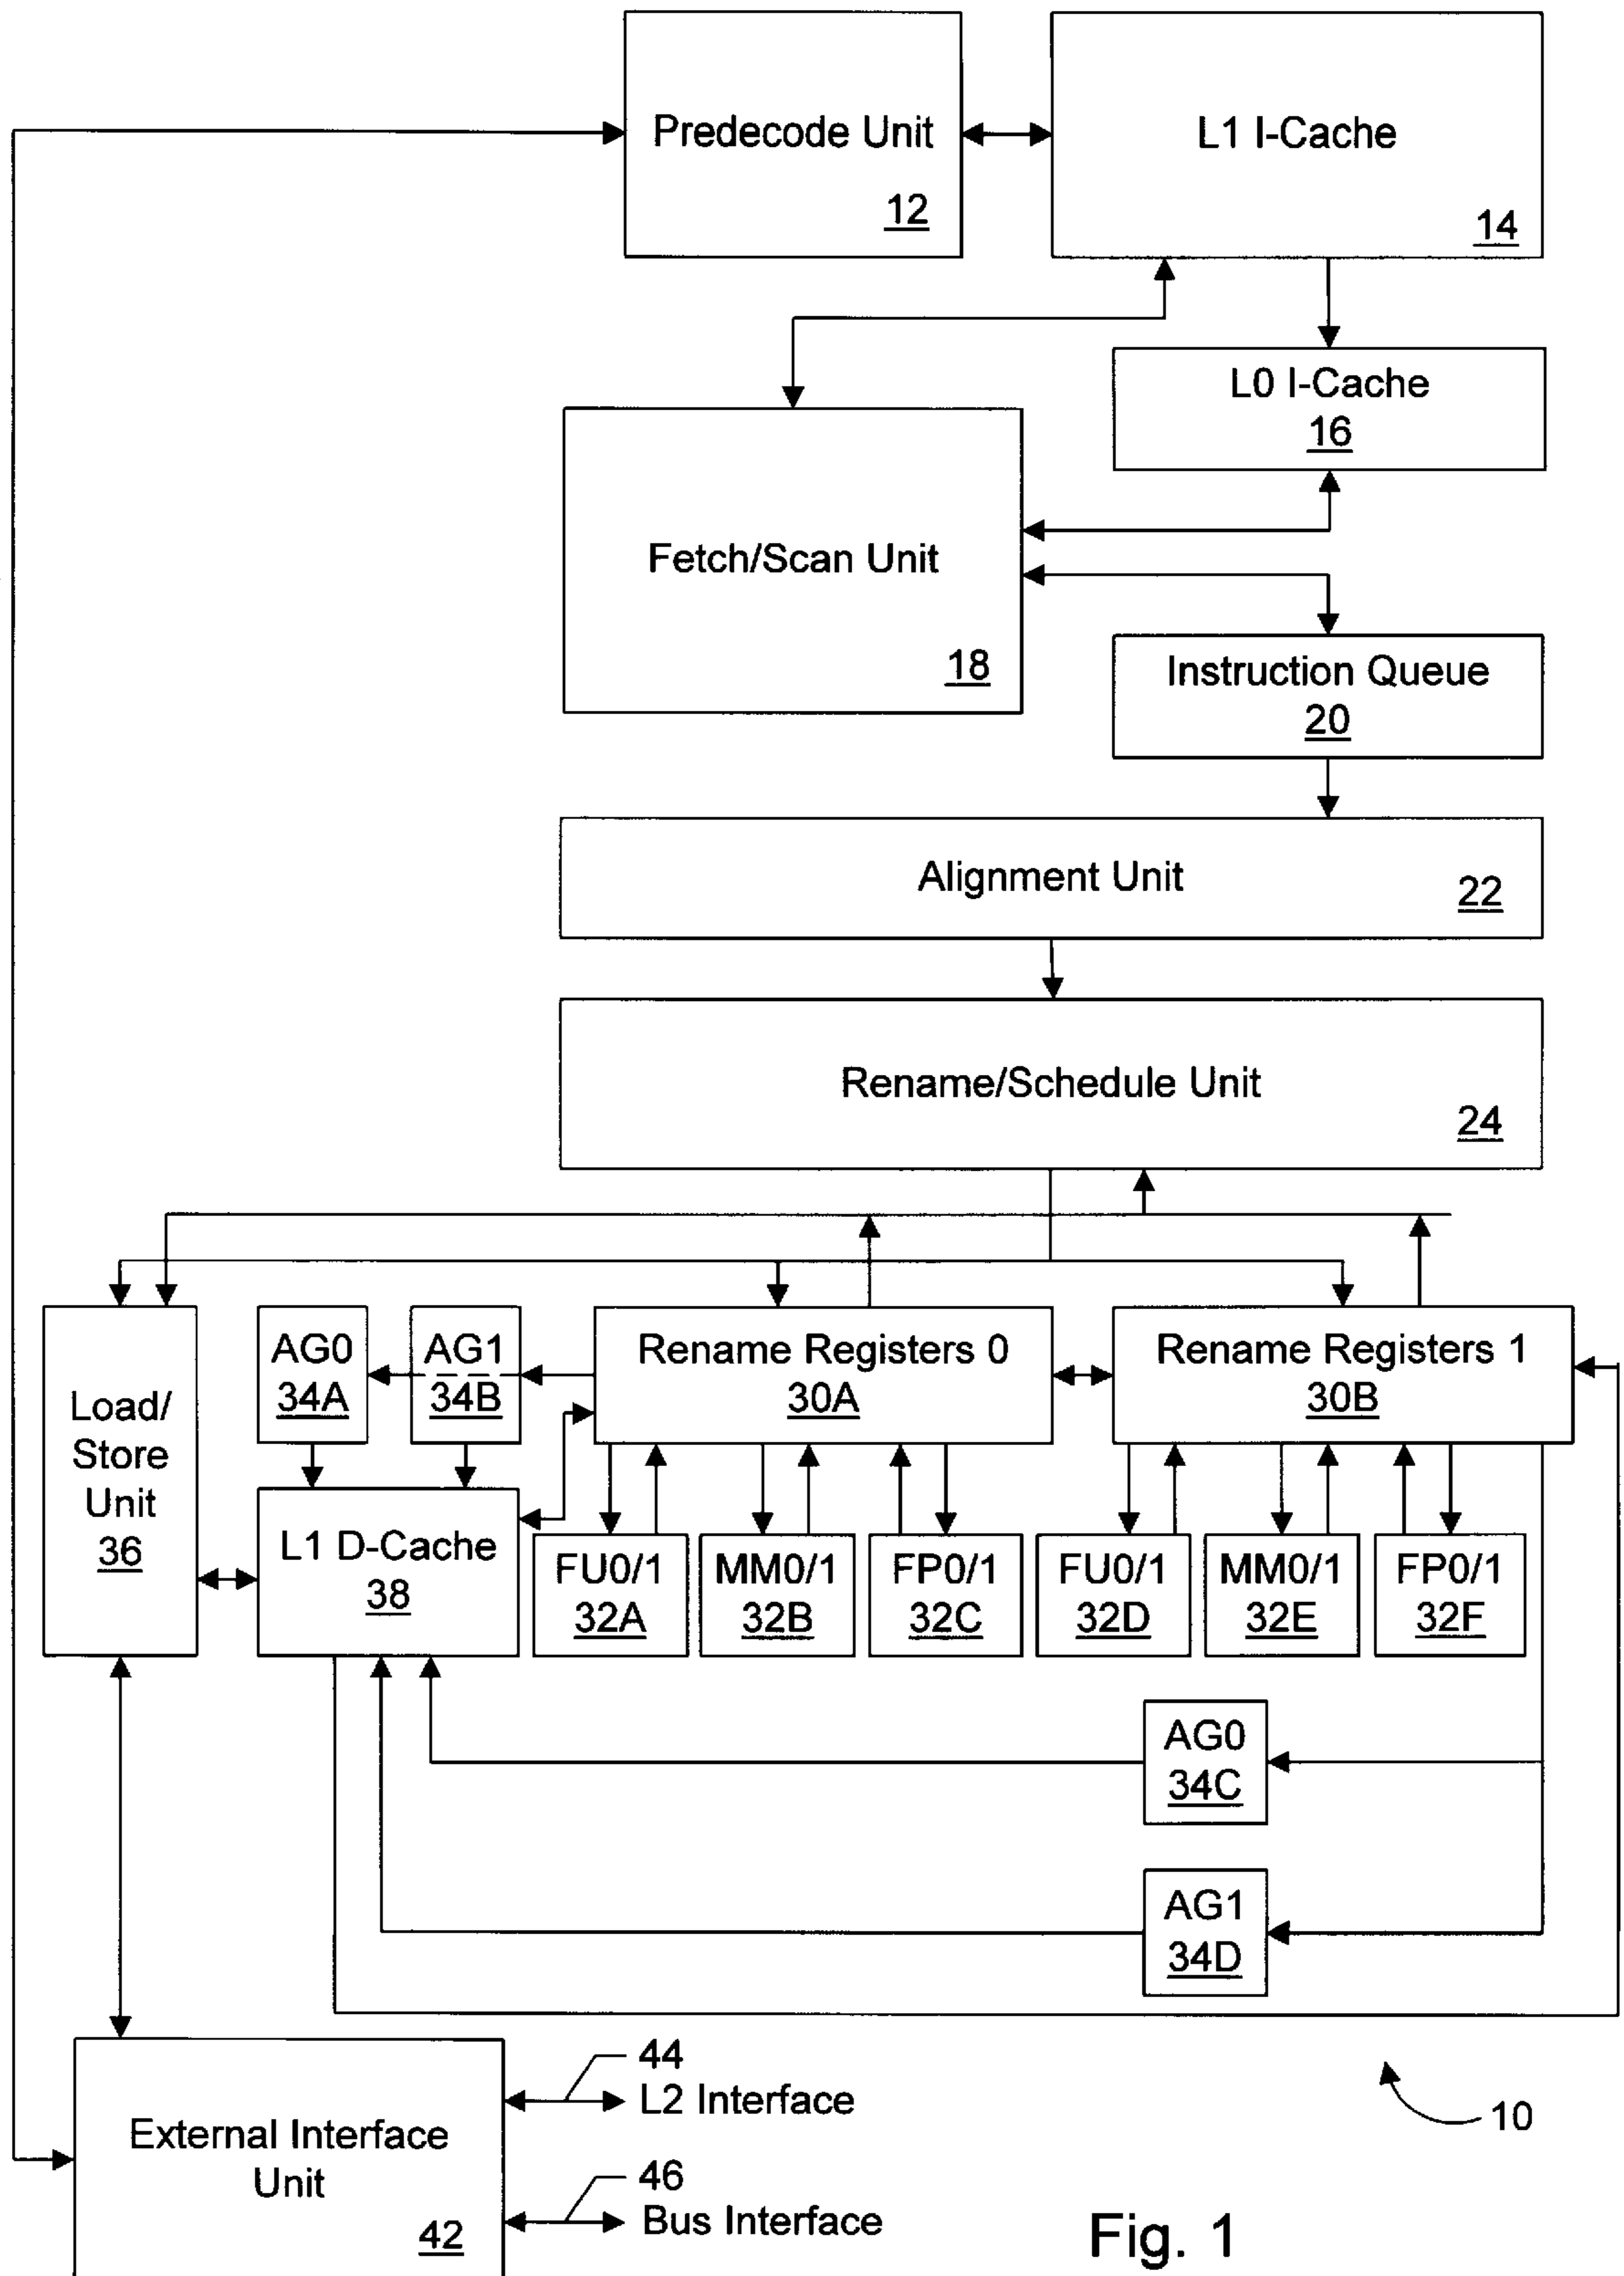 Predecode Unit
12
L1 I-Cache
14
L0 I-Cache
16
Fetch/Scan Unit
18
Instruction Queue
20
Alignment Unit
22
Rename/Schedule Unit
24
Load/
Store
Unit
36
AG0
34A
AG1
34B
Rename Registers 0
30A
Rename Registers 1
30B
L1 D-Cache
38
FU0/1
32A
MM0/1
32B
FP0/1
32C
FU0/1
32D
MM0/1
32E
FP0/1
32F
AG0
34C
AG1
34D
External Interface
Unit
42
44
L2 Interface
46
Bus Interface
10
Fig. 1